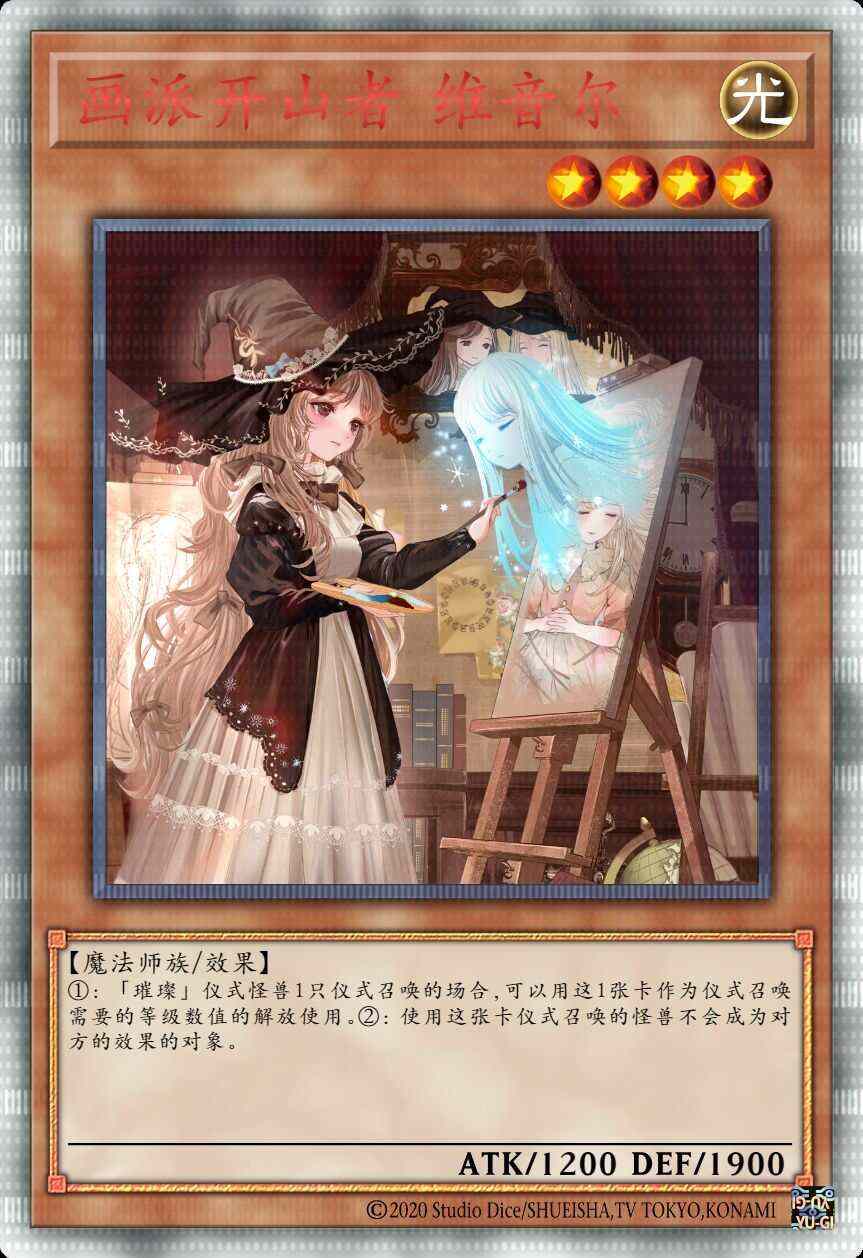 画派开山者 维音尔
光
【魔法师族/效果】
①：「璀璨」仪式怪兽1只仪式召唤的场合,可以用这1张卡作为仪式召唤
需要的等级数值的解放使用。②：使用这张卡仪式召唤的怪兽不会成为对
方的效果的对象。
ATK/1200 DEF/1900
©2020 Studio Dice/SHUEISHA,TV TOKYO,KONAMI
YU-GI